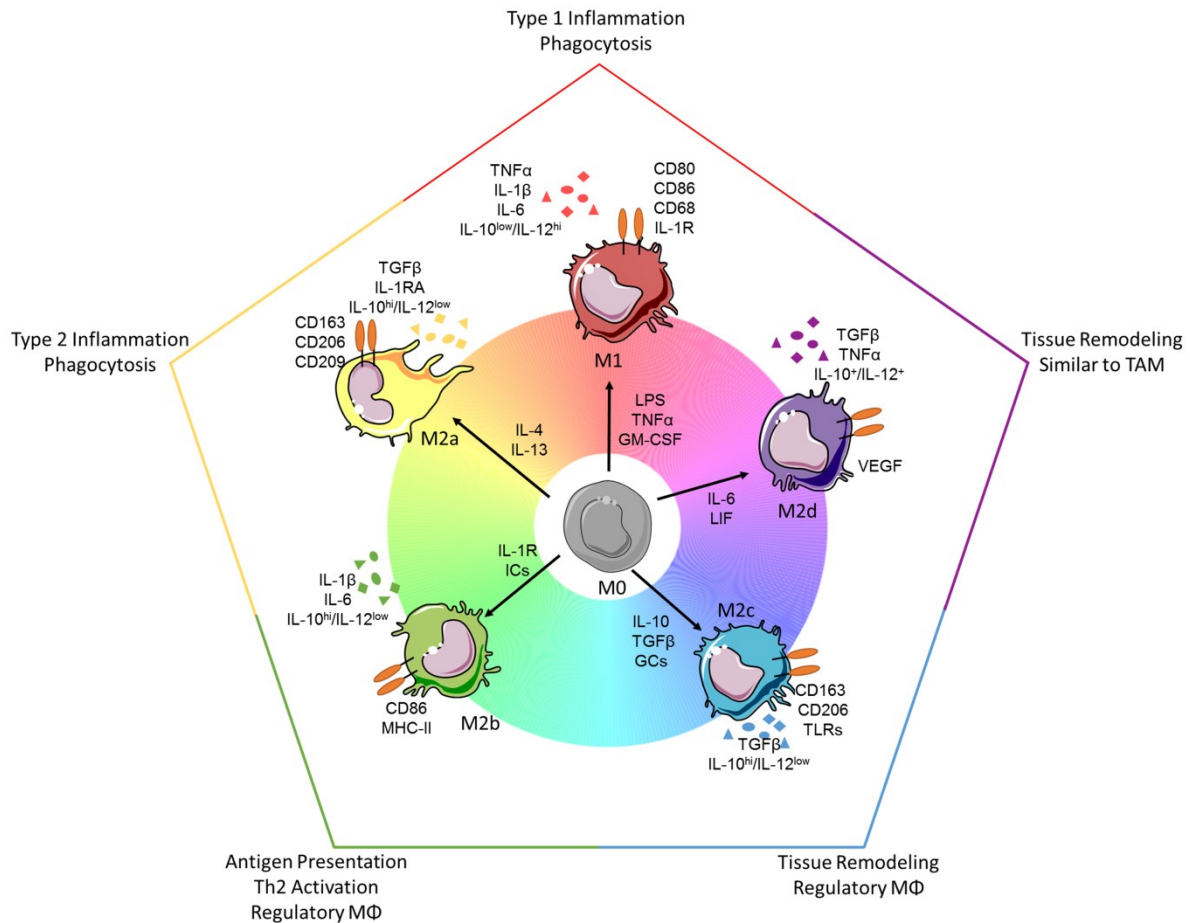 Type 1 Inflammation
Phagocytosis
TNFα
IL-1β
IL-6
IL-10low/IL-12hi
CD80
CD86
CD68
IL-1R
M1
LPS
TNFα
GM-CSF
TGFβ
IL-1RA
IL-10hi/IL-12low
CD163
CD206
CD209
M2a
IL-4
IL-13
Type 2 Inflammation
Phagocytosis
TGFβ
TNFα
IL-10+/IL-12+
VEGF
M2d
IL-6
LIF
Tissue Remodeling
Similar to TAM
M0
IL-1R
ICs
IL-1β
IL-6
IL-10hi/IL-12low
CD86
MHC-II
M2b
M2c
IL-10
TGFβ
GCs
CD163
CD206
TLRs
TGFβ
IL-10hi/IL-12low
Antigen Presentation
Th2 Activation
Regulatory MΦ
Tissue Remodeling
Regulatory MΦ